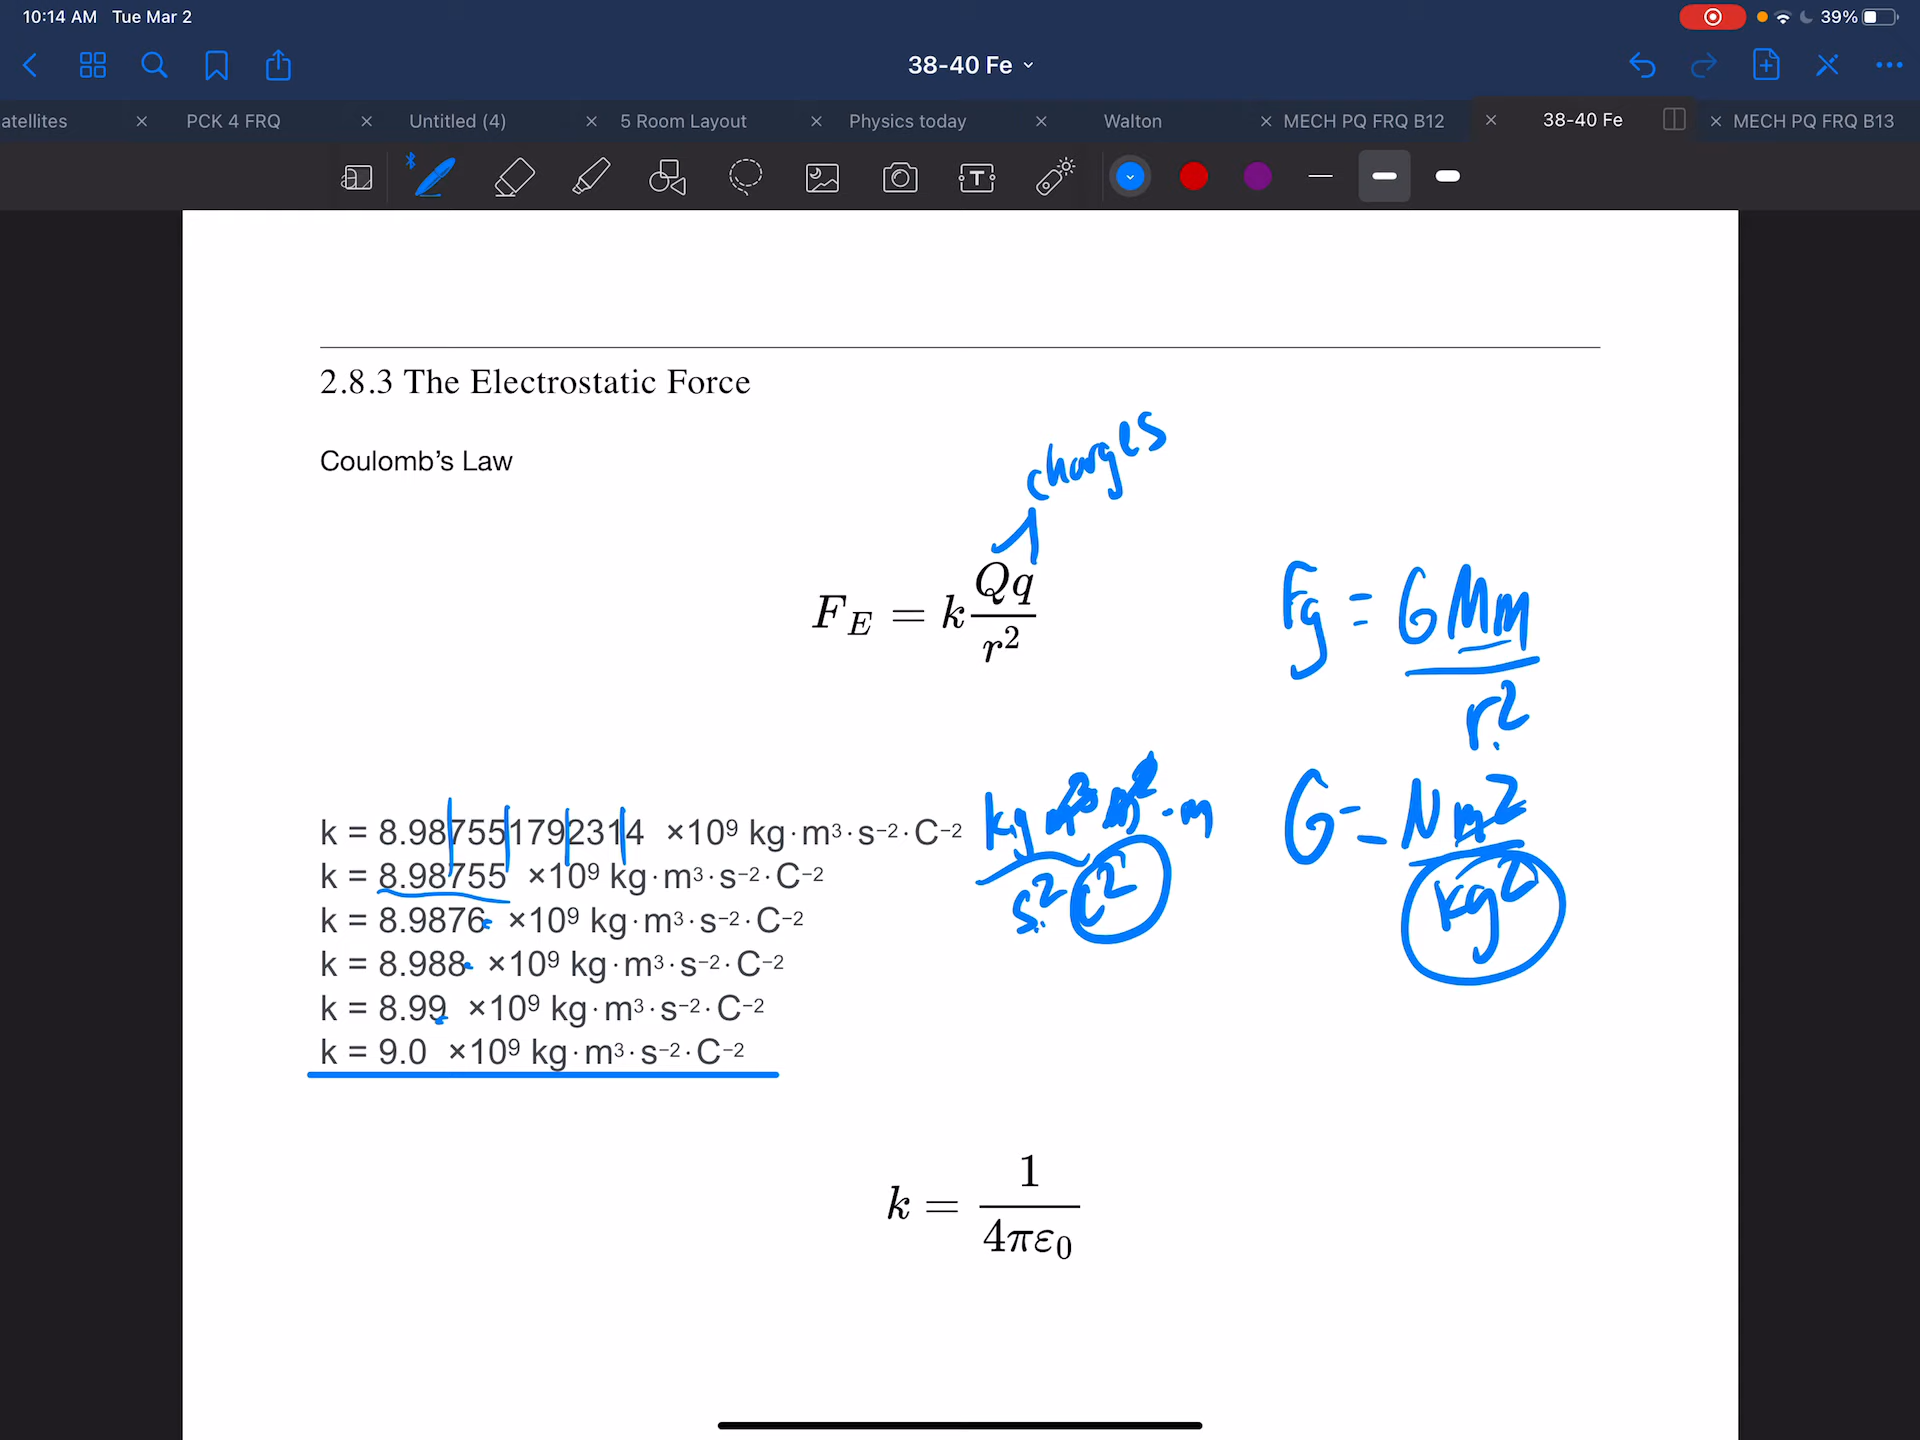 10:14 AM Tue Mar 2
39%
38-40 Fe
atellites
PCK 4 FRQ
Untitled (4)
5 Room Layout
Physics today
Walton
MECH PQ FRQ B12
38-40 Fe
MECH PQ FRQ B13
2.8.3 The Electrostatic Force
Coulomb's Law
charges
F_E = k Qq / r²
Fg = GMm / r²
k = 8.987551792314 ×10⁹ kg·m³·s⁻²·C⁻²
k = 8.98755 ×10⁹ kg·m³·s⁻²·C⁻²
k = 8.9876 ×10⁹ kg·m³·s⁻²·C⁻²
k = 8.988 ×10⁹ kg·m³·s⁻²·C⁻²
k = 8.99 ×10⁹ kg·m³·s⁻²·C⁻²
k = 9.0 ×10⁹ kg·m³·s⁻²·C⁻²
kg m³ m² · m / s² C²
G = Nm² / kg²
k = 1 / 4πε₀